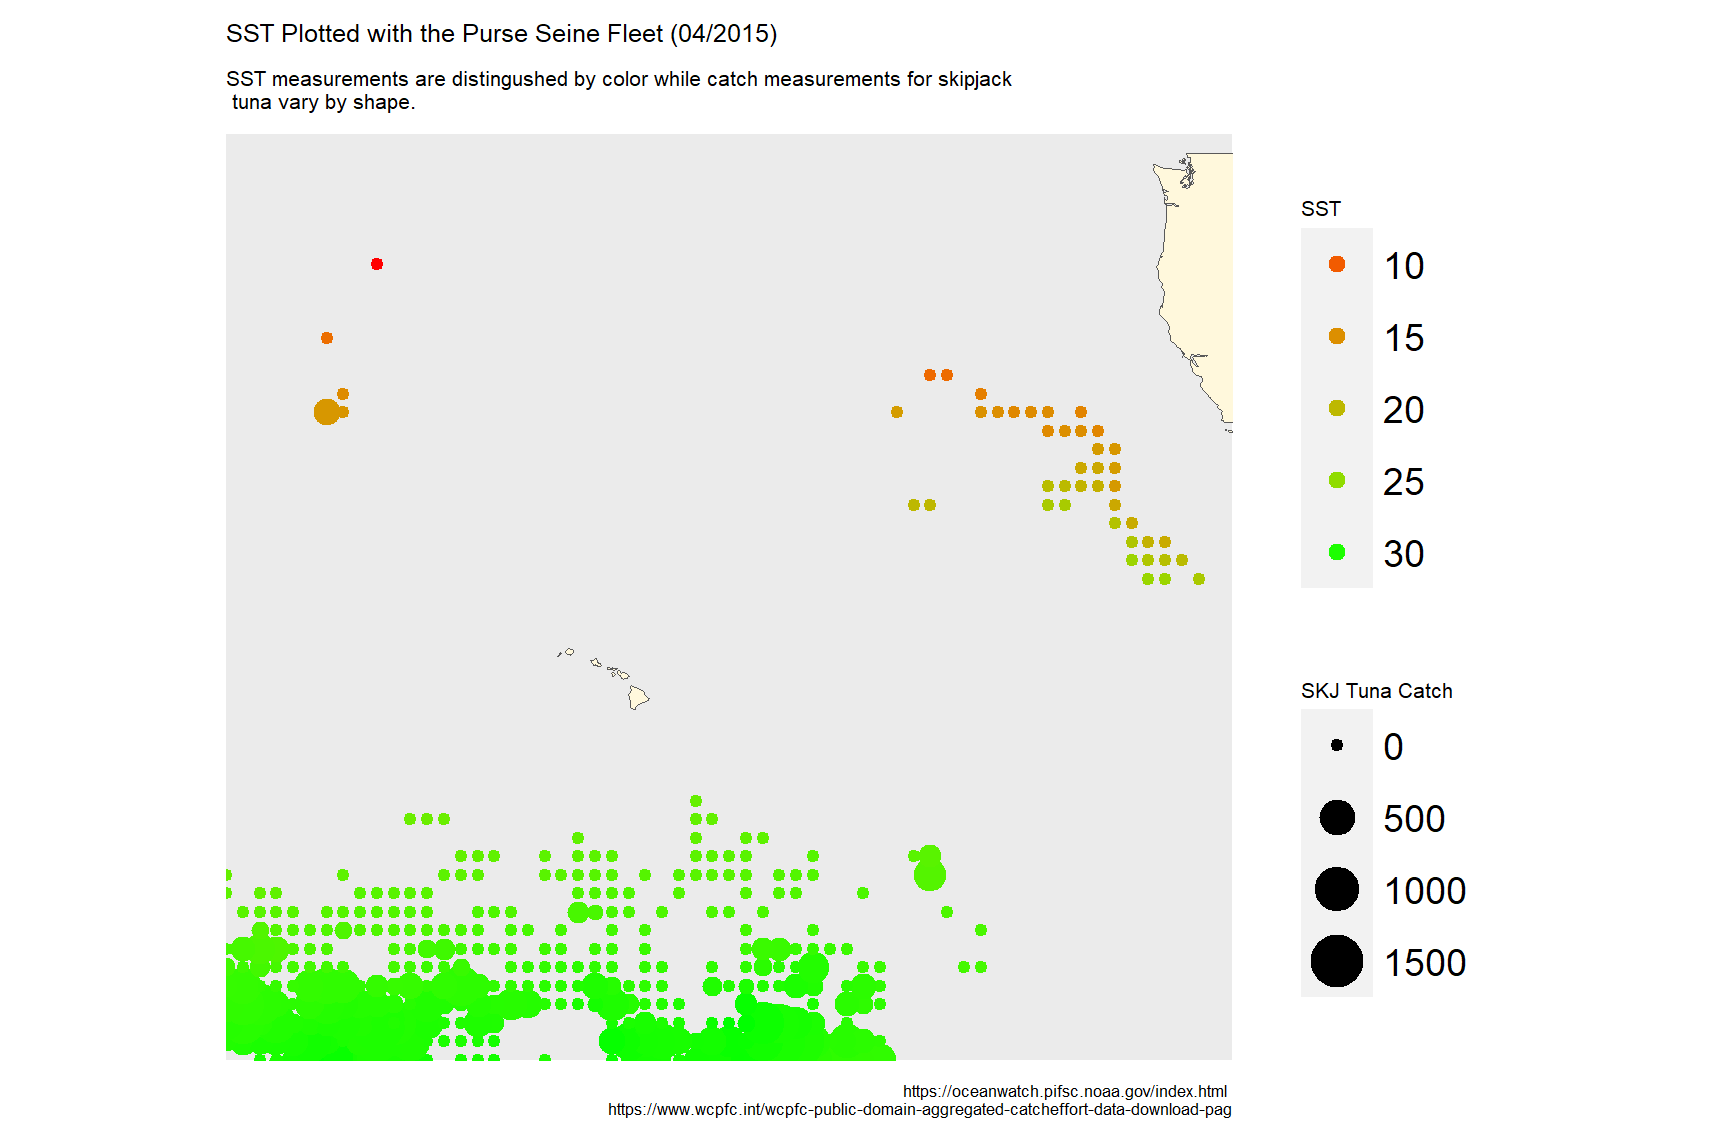 SST Plotted with the Purse Seine Fleet (04/2015)
SST measurements are distingushed by color while catch measurements for skipjack
tuna vary by shape.
SST
10
15
20
25
30
SKJ Tuna Catch
0
500
1000
1500
https://oceanwatch.pifsc.noaa.gov/index.html
https://www.wcpfc.int/wcpfc-public-domain-aggregated-catcheffort-data-download-pag